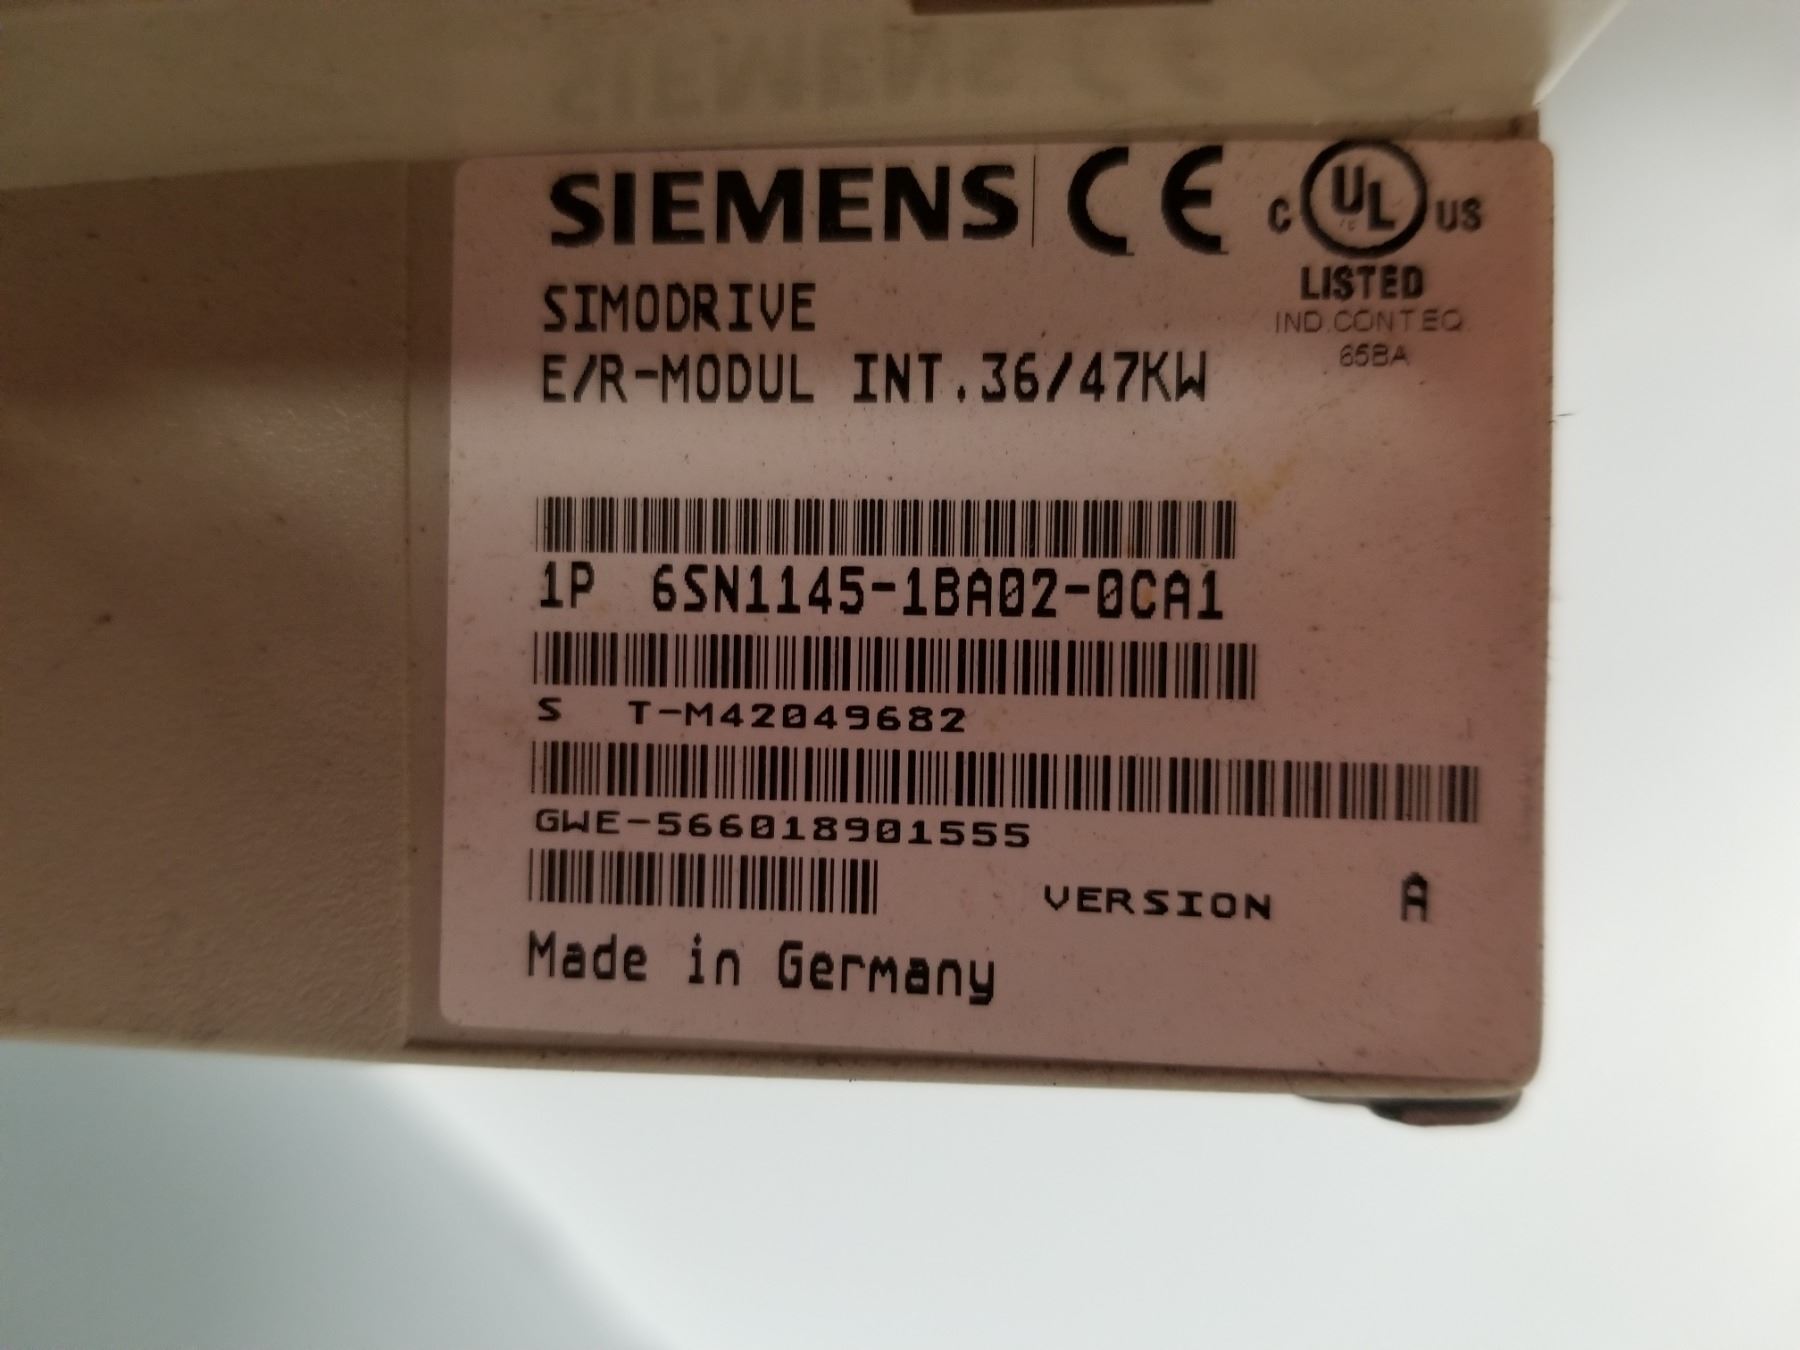 SIEMENS CE C UL US
LISTED
IND.CONT.EQ
65BA
SIMODRIVE
E/R-MODUL INT.36/47KW
1P 6SN1145-1BA02-0CA1
S T-M42049682
GWE-566018901555
VERSION A
Made in Germany